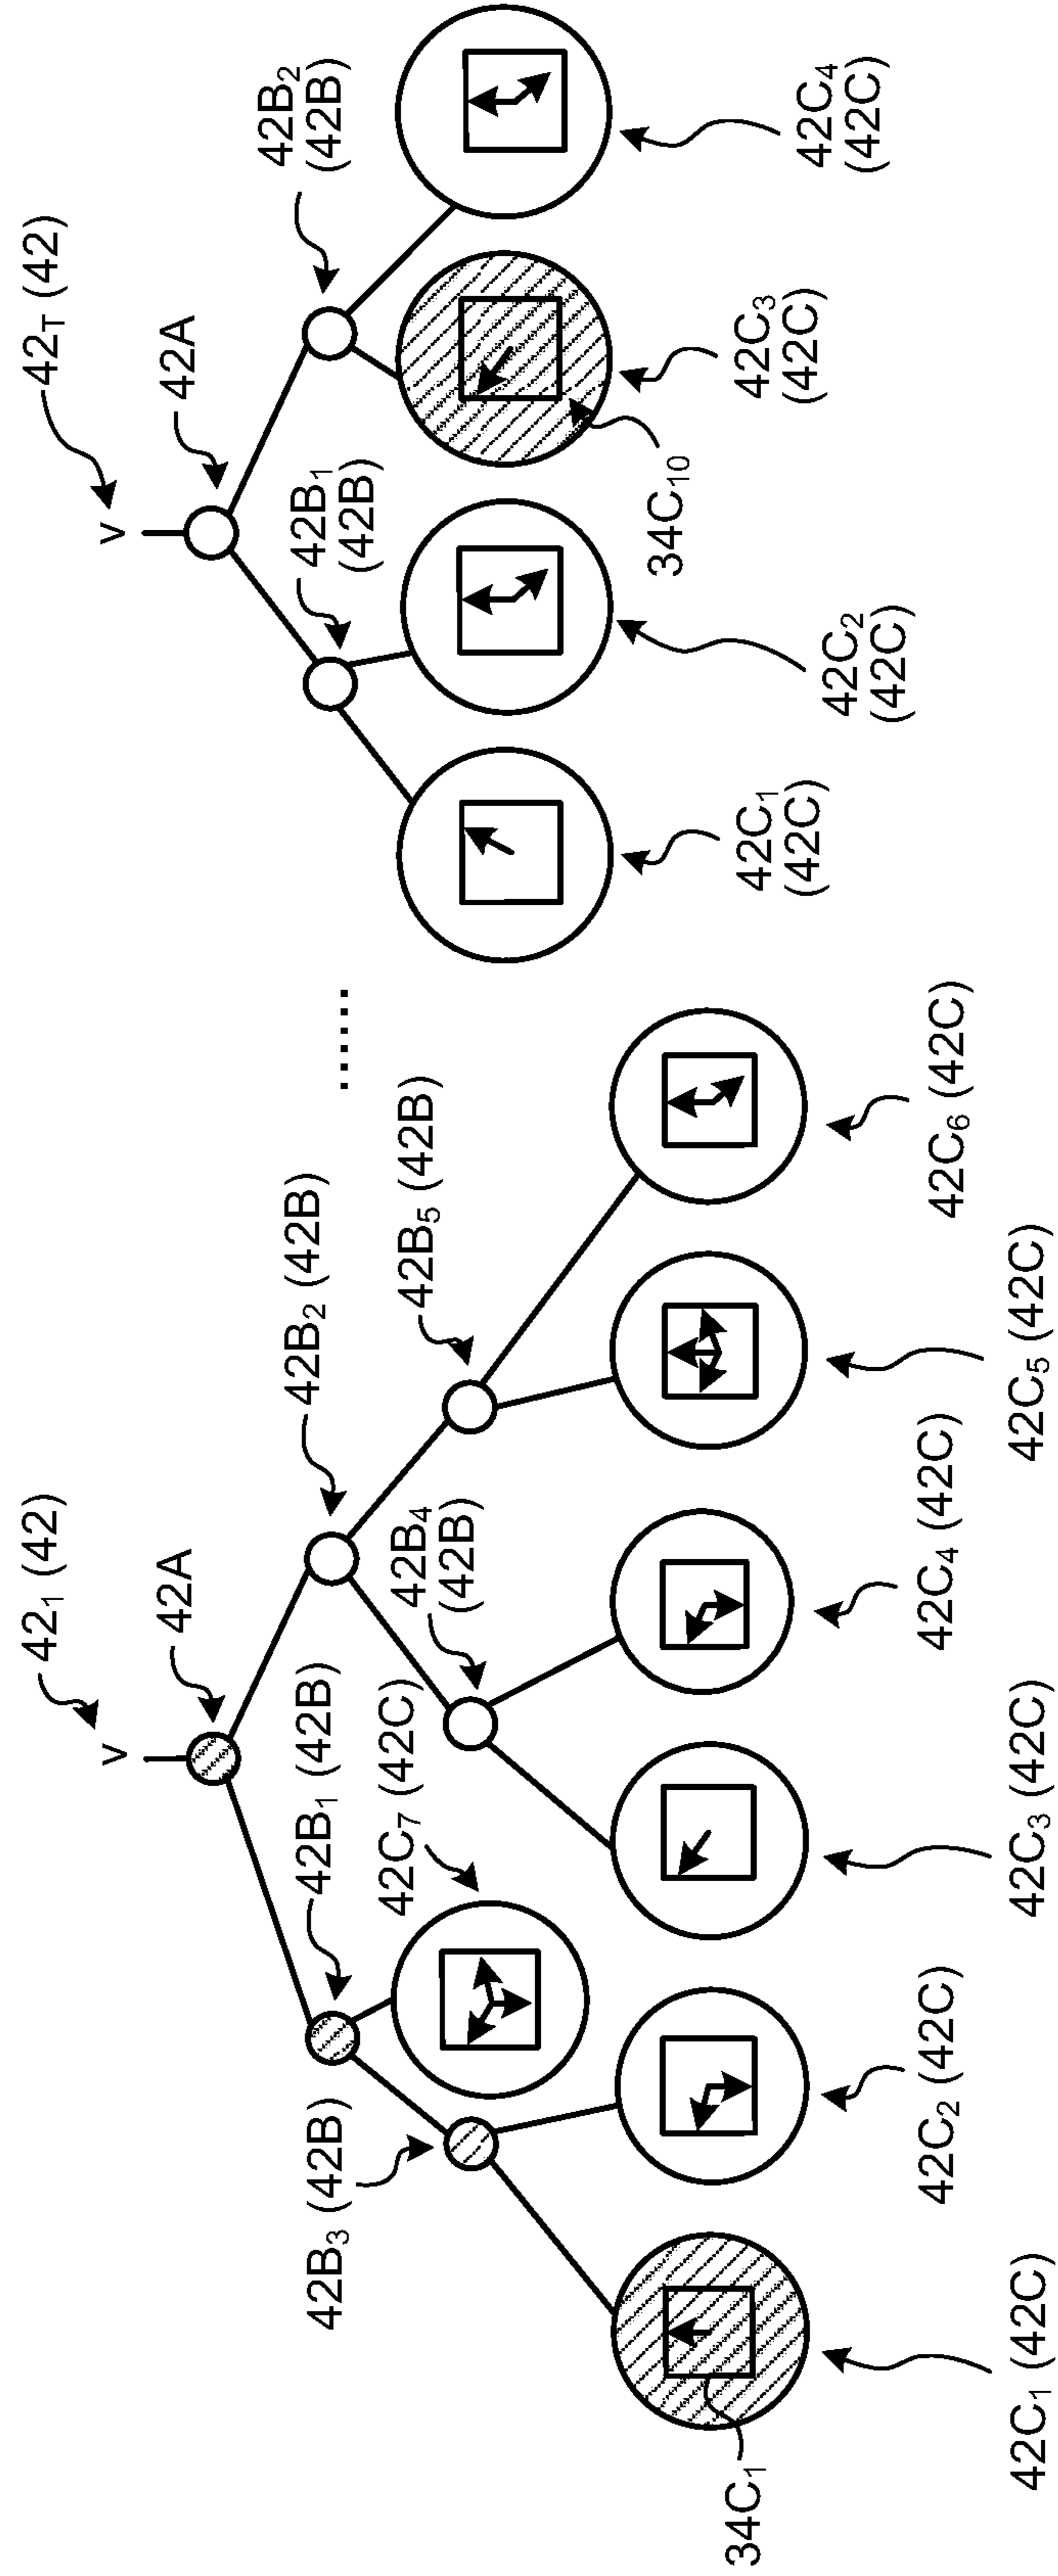 42₁ (42)
v
42A
42B₁ (42B)
42B₂ (42B)
42B₃ (42B)
42C₇ (42C)
42B₄
(42B)
42B₅ (42B)
34C₁
42C₁ (42C)
42C₂ (42C)
42C₃ (42C)
42C₄ (42C)
42C₅ (42C)
42C₆ (42C)
......
42T (42)
v
42A
42B₁
(42B)
42B₂
(42B)
34C₁₀
42C₁
(42C)
42C₂
(42C)
42C₃
(42C)
42C₄
(42C)